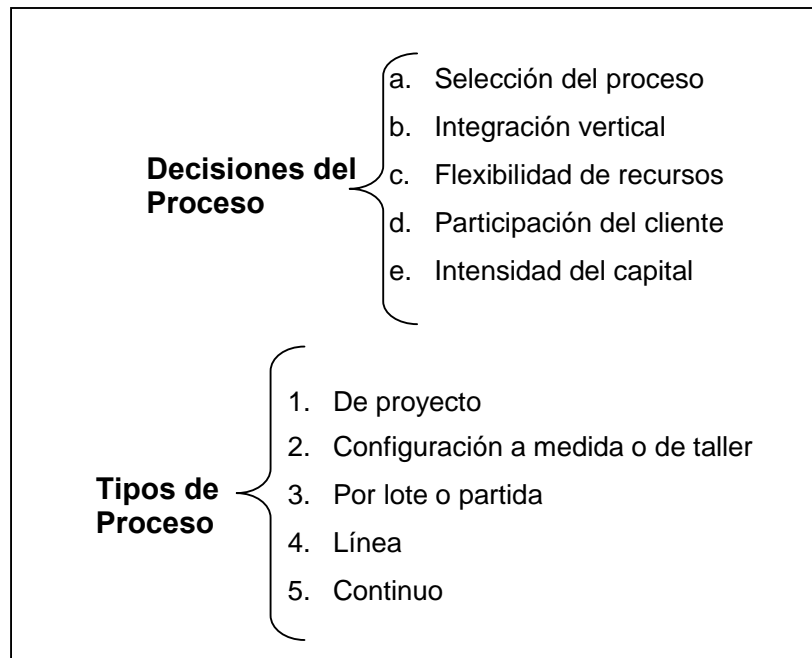 Decisiones del
Proceso
a. Selección del proceso
b. Integración vertical
c. Flexibilidad de recursos
d. Participación del cliente
e. Intensidad del capital
Tipos de
Proceso
1. De proyecto
2. Configuración a medida o de taller
3. Por lote o partida
4. Línea
5. Continuo